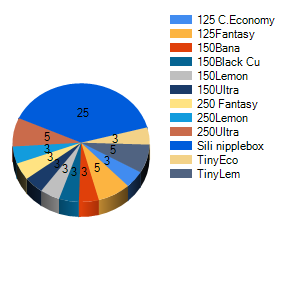 125 C.Economy
125Fantasy
150Bana
150Black Cu
150Lemon
150Ultra
250 Fantasy
250Lemon
250Ultra
Sili nipplebox
TinyEco
TinyLem
25
3
5
3
5
3
3
3
3
3
3
5